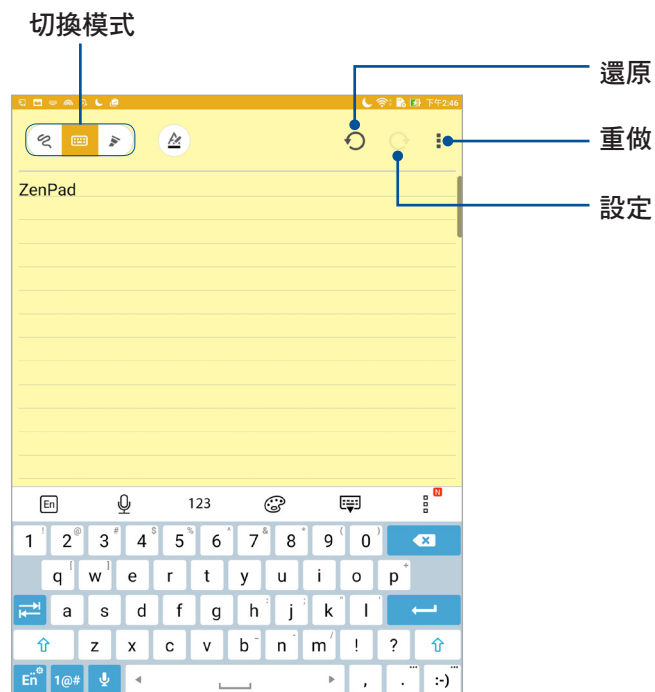 切換模式
還原
下午2:46
重做
ZenPad
設定
En 123 N
! @ # $ % ^ & * ( )
1 2 3 4 5 6 7 8 9 0
[ ] +
q w e r t y u i o p
: ; " '
a s d f g h j k l
- ' /
z x c v b n m ! ?
... ...
En 1@# , . :-)